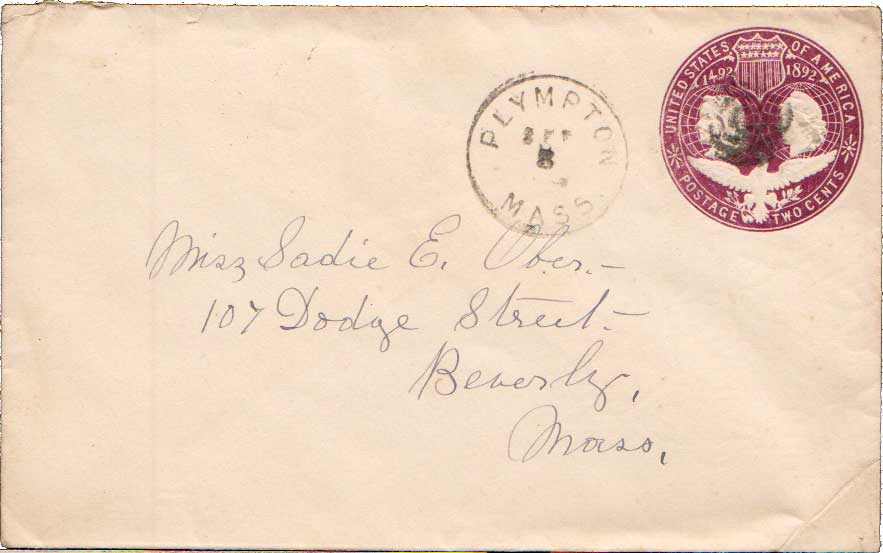 UNITED STATES OF AMERICA
1492 1892
POSTAGE TWO CENTS
PLYMPTON
SEP
5
MASS.
Miss Sadie E. Ober.–
107 Dodge Street–
Beverly,
Mass,